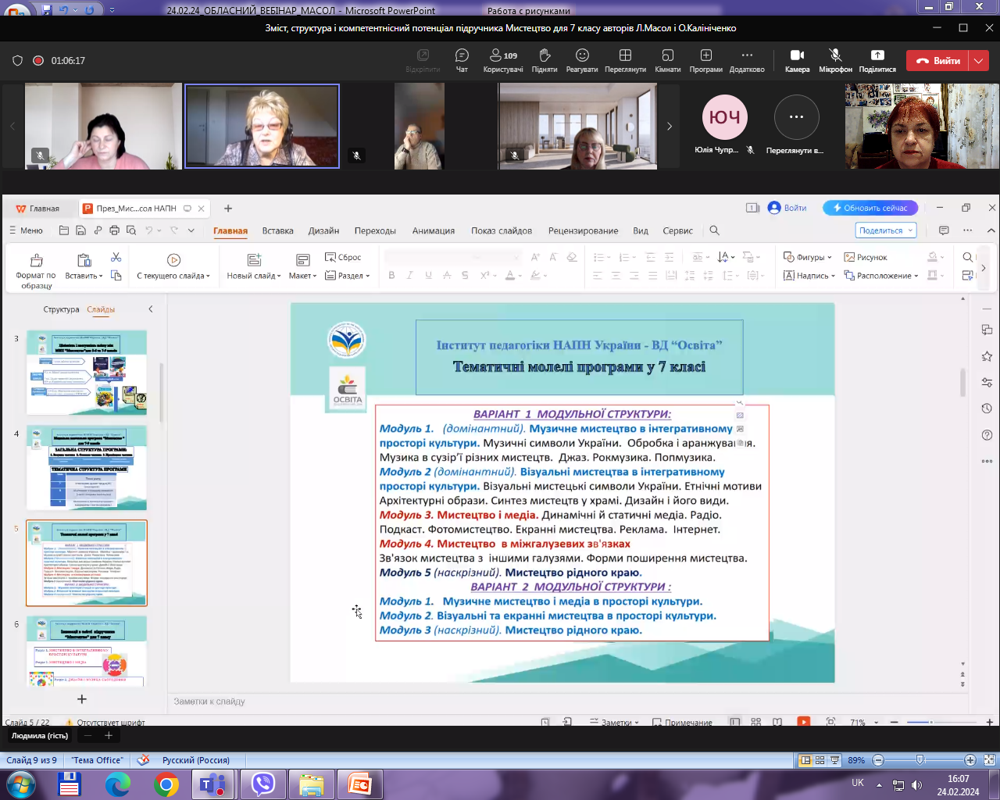 24.02.24_ОБЛАСНИЙ_ВЕБІНАР_МАСОЛ - Microsoft PowerPoint
Работа с рисунками
Зміст, структура і компетентнісний потенціал підручника Мистецтво для 7 класу авторів Л.Масол і О.Калініченко
01:06:17
Відкріпити
Чат
109
Користувачі
Підняти
Реагувати
Переглянути
Кімнати
Програми
Додатково
Камера
Мікрофон
Поділитися
Вийти
ЮЧ
Юлія Чупр...
Переглянути в...
Главная
През_Мис...сол НАПН
Войти
Обновить сейчас
Меню
Главная
Вставка
Дизайн
Переходы
Анимация
Показ слайдов
Рецензирование
Вид
Сервис
Поделиться
Формат по образцу
Вставить
С текущего слайда
Новый слайд
Макет
Сброс
Раздел
Фигуры
Рисунок
Надпись
Расположение
Структура
Слайды
3
4
ЗАГАЛЬНА СТРУКТУРА ПРОГРАМИ:
ТЕМАТИЧНА СТРУКТУРА ПРОГРАМИ
5
6
Інститут педагогіки НАПН України - ВД “Освіта”
Тематичні молелі програми у 7 класі
ОСВІТА
ВАРІАНТ 1 МОДУЛЬНОЇ СТРУКТУРИ:
Модуль 1. (домінантний). Музичне мистецтво в інтегративному
просторі культури. Музичні символи України. Обробка і аранжування.
Музика в сузір’ї різних мистецтв. Джаз. Рокмузика. Попмузика.
Модуль 2 (домінантний). Візуальні мистецтва в інтегративному
просторі культури. Візуальні мистецькі символи України. Етнічні мотиви
Архітектурні образи. Синтез мистецтв у храмі. Дизайн і його види.
Модуль 3. Мистецтво і медіа. Динамічні й статичні медіа. Радіо.
Подкаст. Фотомистецтво. Екранні мистецтва. Реклама. Інтернет.
Модуль 4. Мистецтво в міжгалузевих зв'язках
Зв'язок мистецтва з іншими галузями. Форми поширення мистецтва.
Модуль 5 (наскрізний). Мистецтво рідного краю.
ВАРІАНТ 2 МОДУЛЬНОЇ СТРУКТУРИ :
Модуль 1. Музичне мистецтво і медіа в просторі культури.
Модуль 2. Візуальні та екранні мистецтва в просторі культури.
Модуль 3 (наскрізний). Мистецтво рідного краю.
Заметки к слайду
Слайд 5 / 22
Отсутствует шрифт
Заметки
Примечание
71%
Людмила (гість)
Слайд 9 из 9
"Тема Office"
Русский (Россия)
89%
UK
16:07
24.02.2024